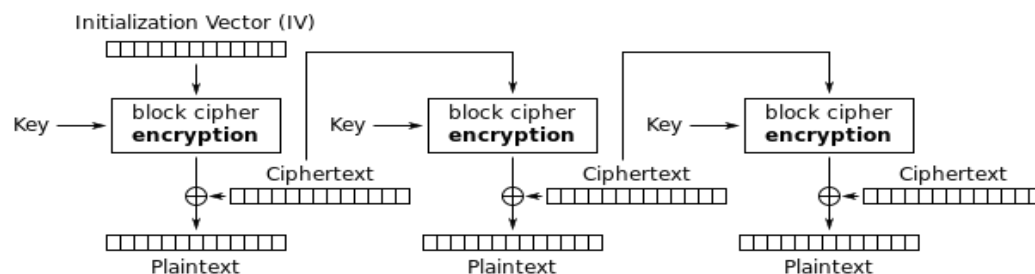 Initialization Vector (IV)
Key
block cipher
encryption
Key
block cipher
encryption
Key
block cipher
encryption
Ciphertext
Ciphertext
Ciphertext
Plaintext
Plaintext
Plaintext